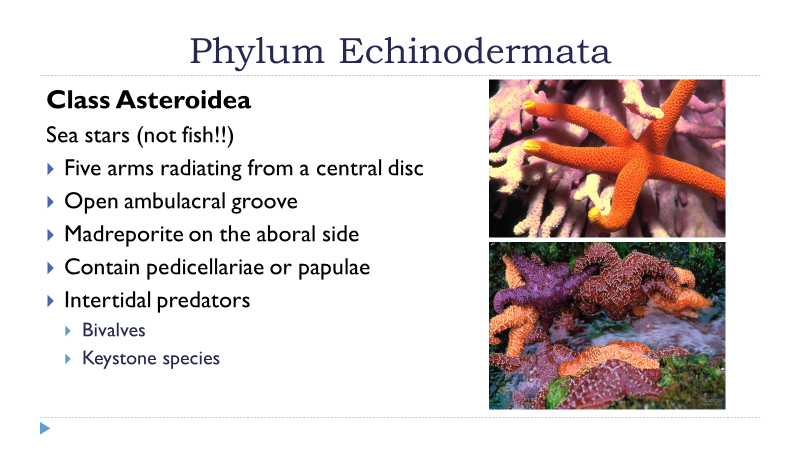 Phylum Echinodermata
Class Asteroidea
Sea stars (not fish!!)
Five arms radiating from a central disc
Open ambulacral groove
Madreporite on the aboral side
Contain pedicellariae or papulae
Intertidal predators
Bivalves
Keystone species